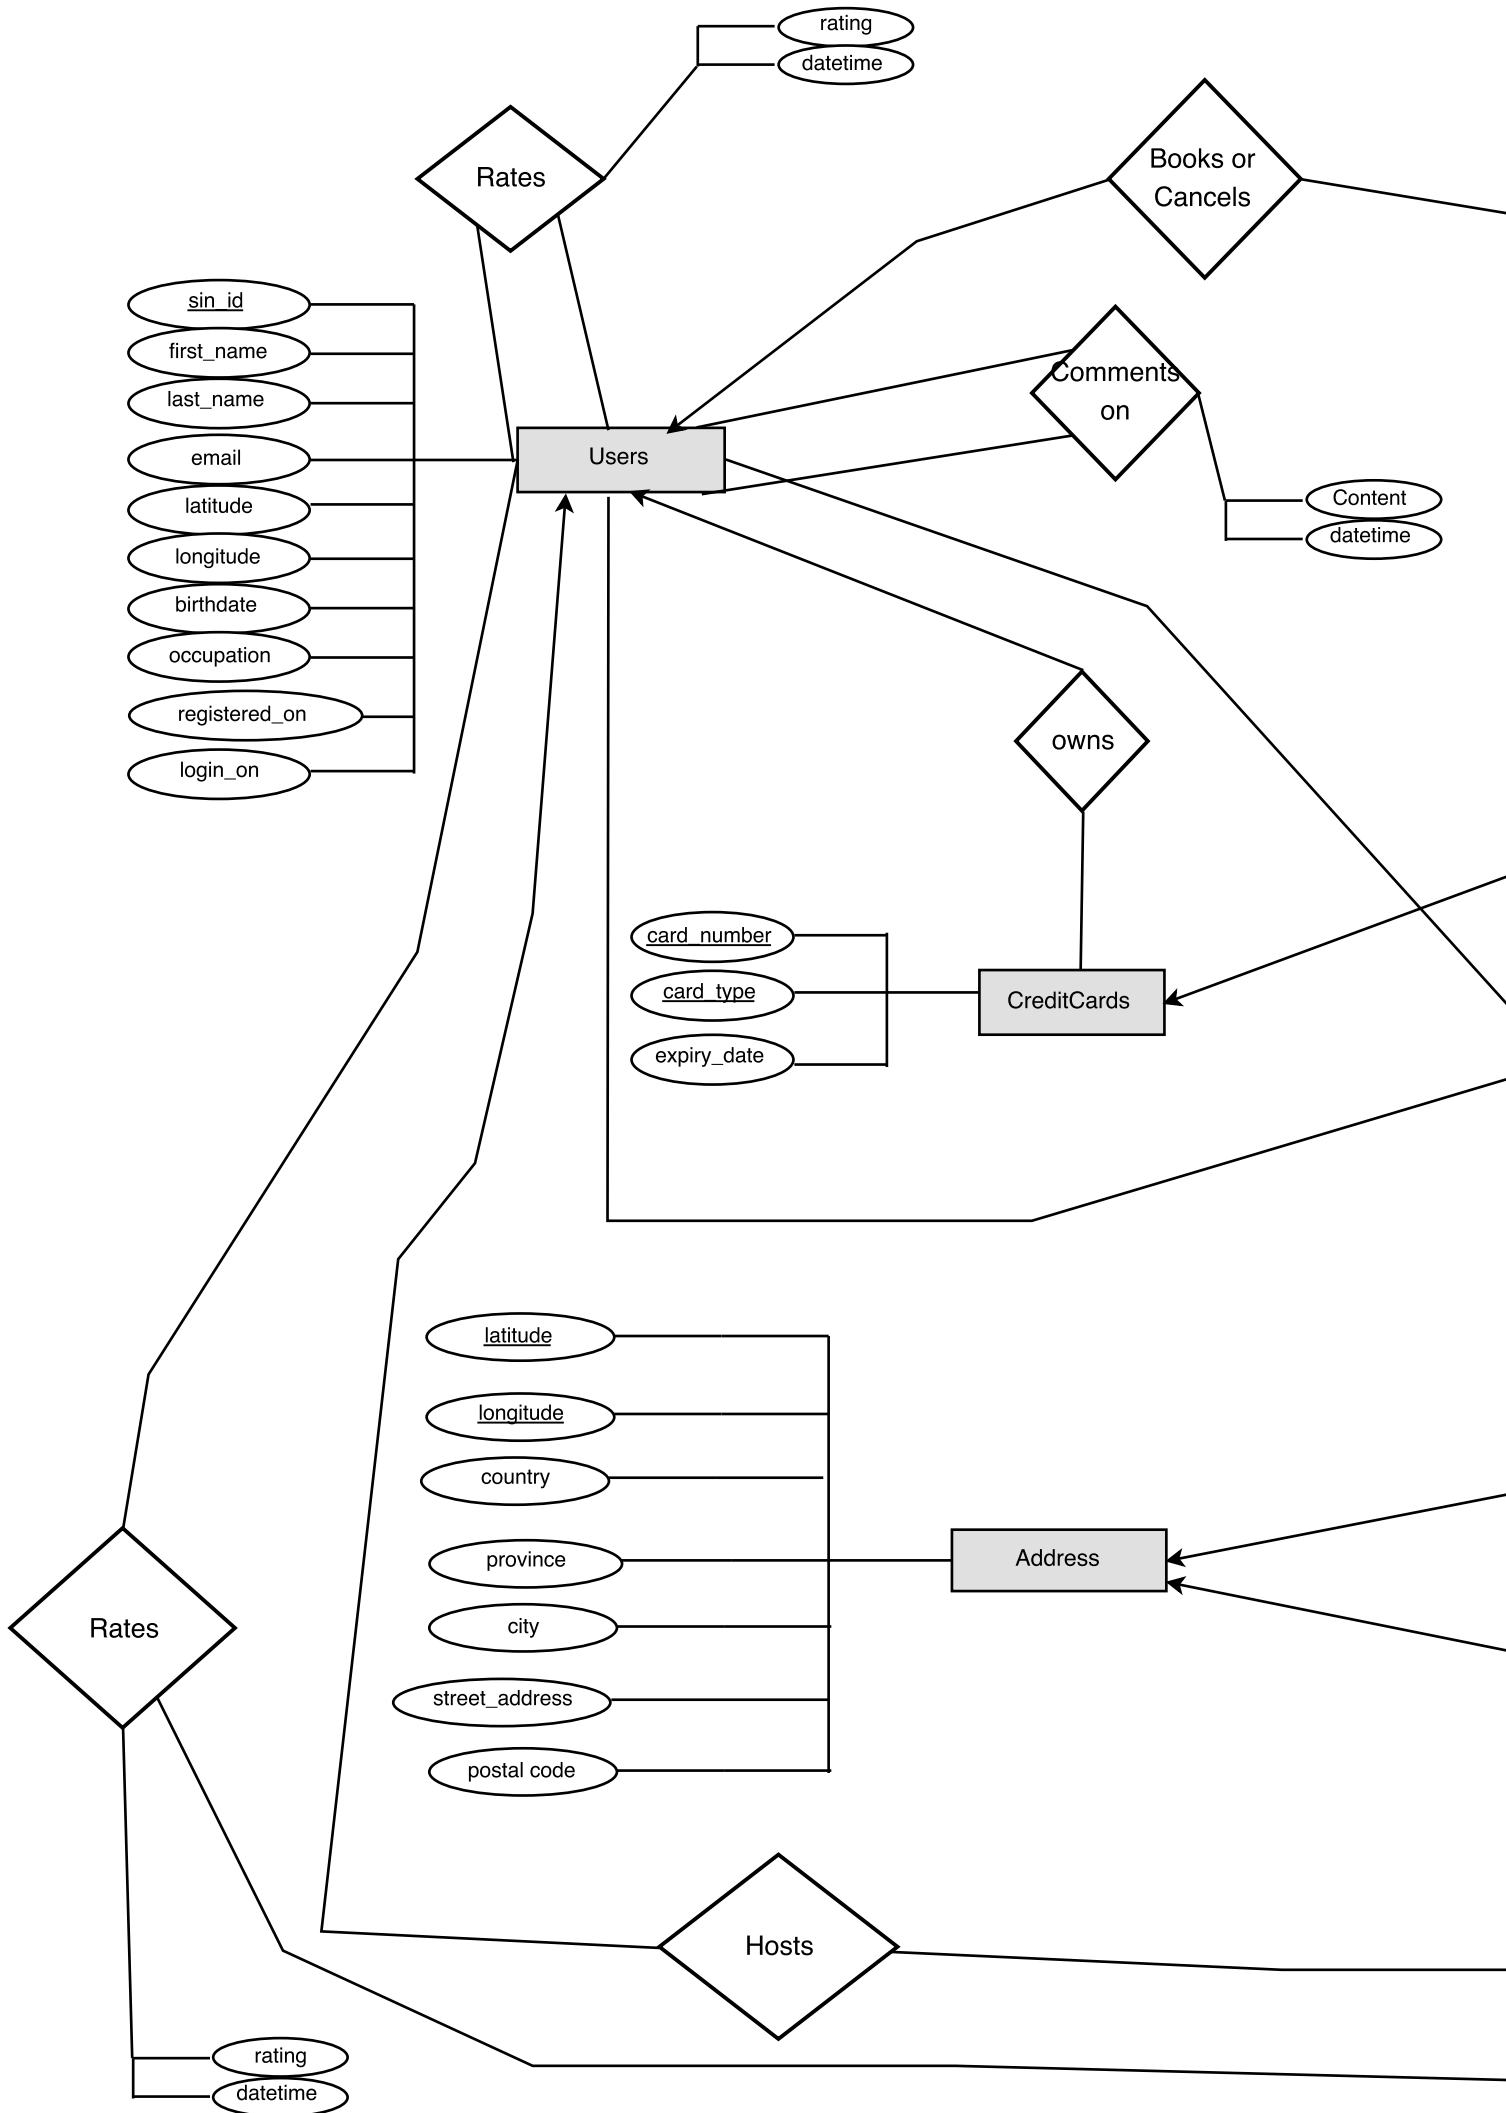 rating
datetime
Rates
Books or
Cancels
sin_id
first_name
last_name
email
latitude
longitude
birthdate
occupation
registered_on
login_on
Users
Comments
on
Content
datetime
owns
card_number
card_type
expiry_date
CreditCards
latitude
longitude
country
province
city
street_address
postal code
Address
Rates
Hosts
rating
datetime